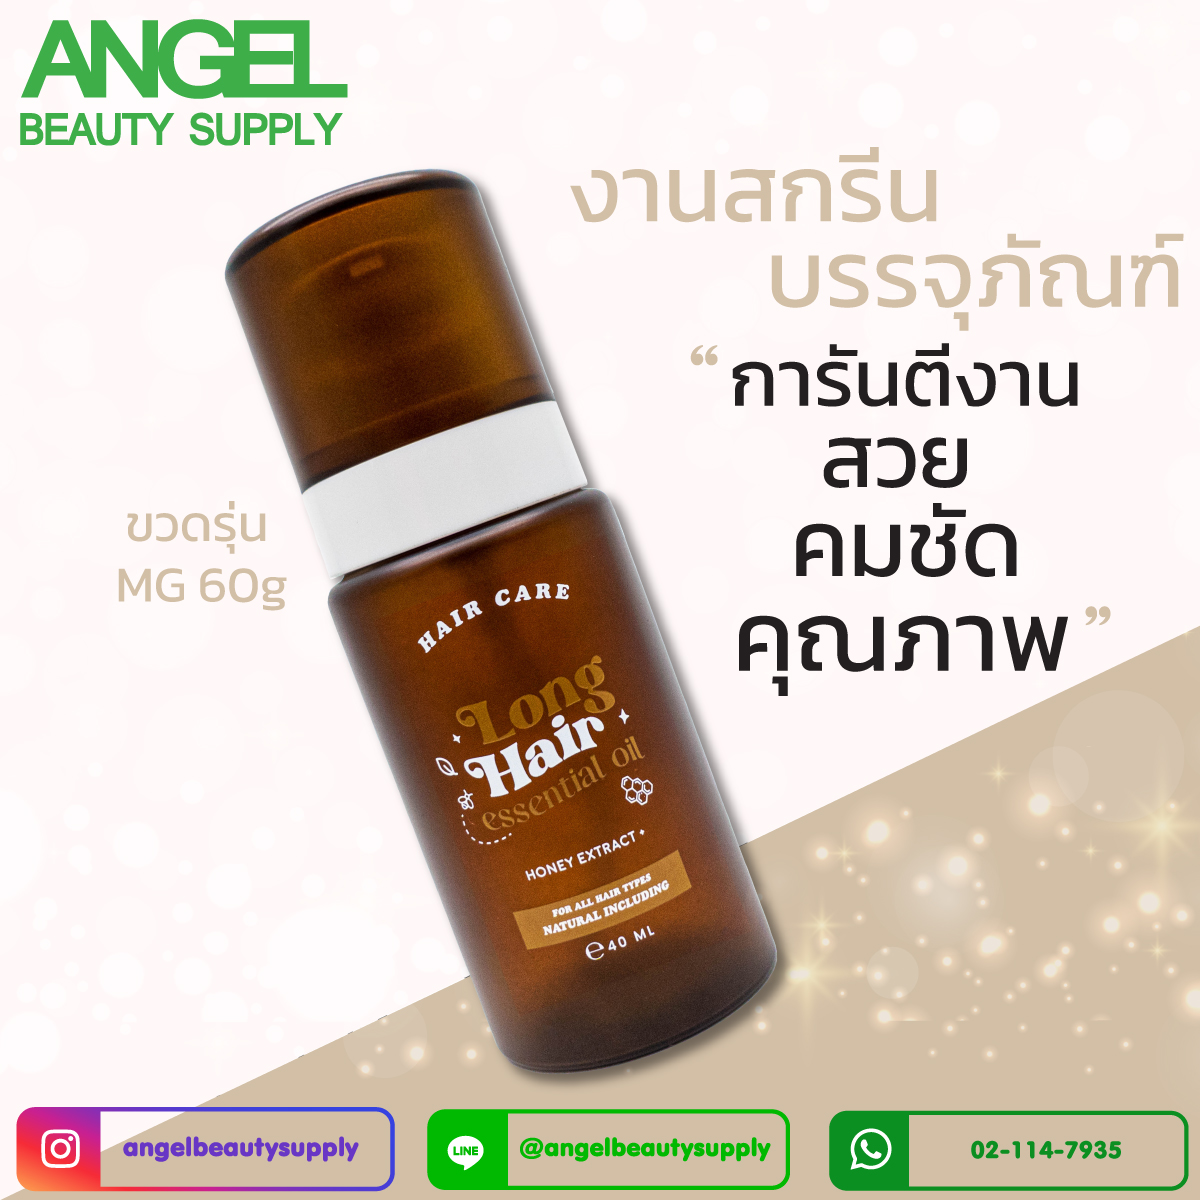 ANGEL
BEAUTY SUPPLY
งานสกรีน
บรรจุภัณฑ์
“การันตีงาน
สวย
คมชัด
คุณภาพ”
ขวดรุ่น
MG 60g
HAIR CARE
Long
Hair
essential oil
HONEY EXTRACT
FOR ALL HAIR TYPES
NATURAL INCLUDING
℮40 ML
angelbeautysupply
LINE
@angelbeautysupply
02-114-7935